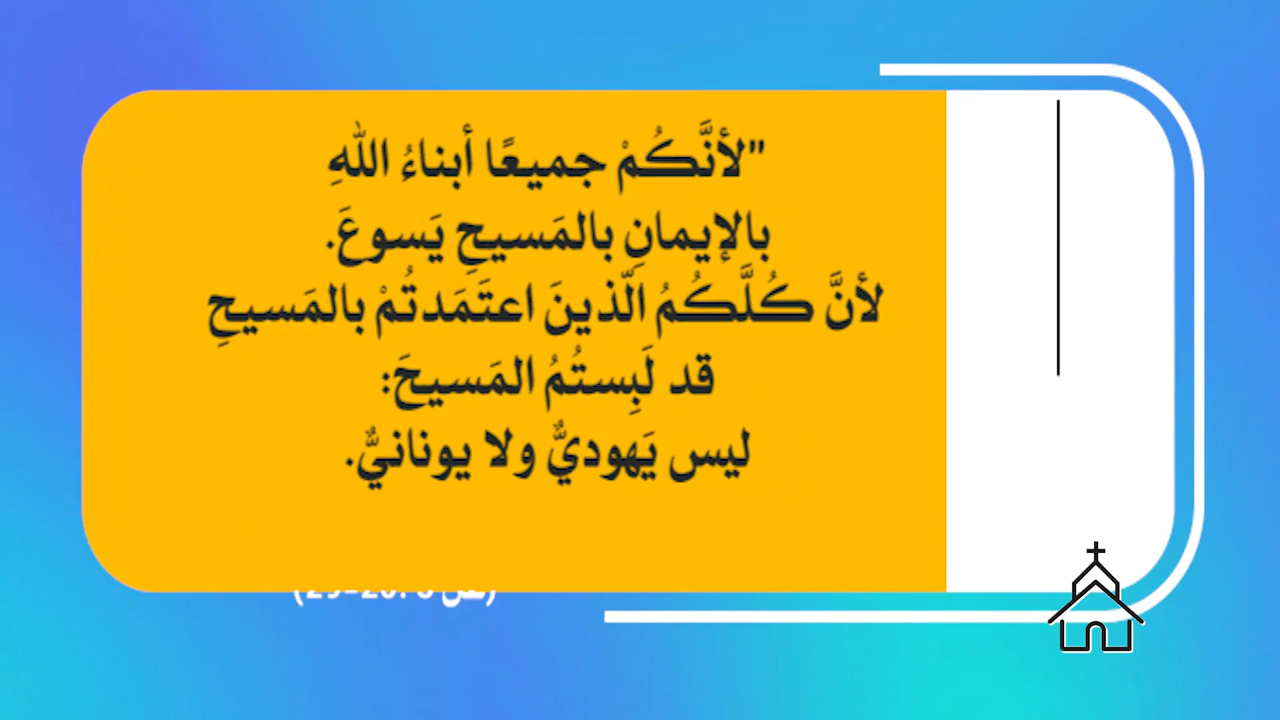 "لأنَّكُمْ جميعًا أبناءُ اللهِ
بالإيمانِ بالمَسيحِ يَسوعَ.
لأنَّ كُلَّكُمُ الّذينَ اعتَمَدتُمْ بالمَسيحِ
قد لَبِستُمُ المَسيحَ:
ليس يَهوديٌّ ولا يونانيٌّ.